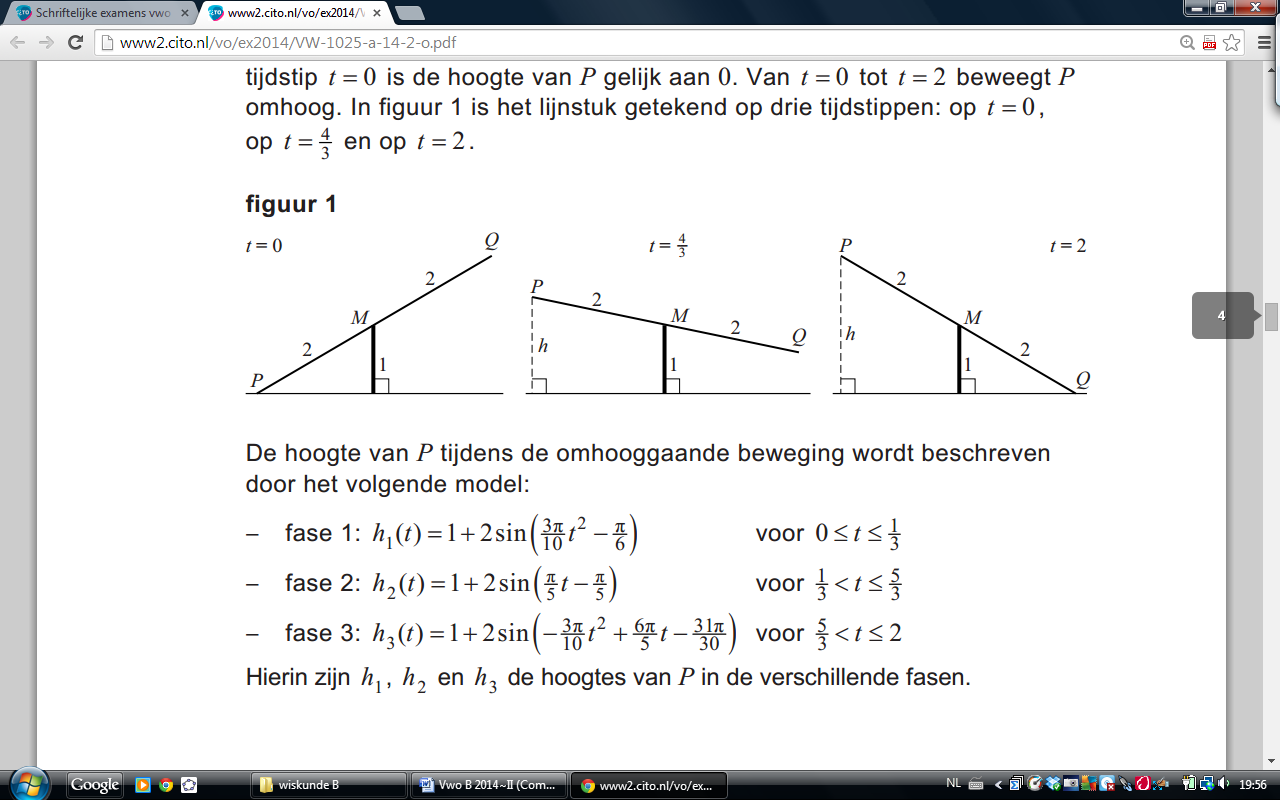 Schriftelijke examens vwo
www2.cito.nl/vo/ex2014/V
www2.cito.nl/vo/ex2014/VW-1025-a-14-2-o.pdf
tijdstip t = 0 is de hoogte van P gelijk aan 0. Van t = 0 tot t = 2 beweegt P
omhoog. In figuur 1 is het lijnstuk getekend op drie tijdstippen: op t = 0,
op t = 4/3 en op t = 2.
figuur 1
t = 0
Q
2
M
2
1
P
t = 4/3
P
2
M
2
Q
h
1
P
t = 2
2
M
h
2
1
Q
4
De hoogte van P tijdens de omhooggaande beweging wordt beschreven
door het volgende model:
– fase 1: h₁(t) = 1 + 2 sin(3π/10 t² − π/6) voor 0 ≤ t ≤ 1/3
– fase 2: h₂(t) = 1 + 2 sin(π/5 t − π/5) voor 1/3 < t ≤ 5/3
– fase 3: h₃(t) = 1 + 2 sin(−3π/10 t² + 6π/5 t − 31π/30) voor 5/3 < t ≤ 2
Hierin zijn h₁, h₂ en h₃ de hoogtes van P in de verschillende fasen.
Google
wiskunde B
Vwo B 2014~II (Com...
www2.cito.nl/vo/ex...
NL
19:56